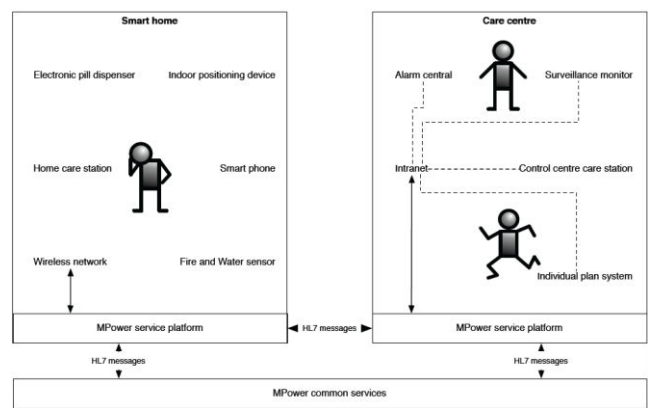 Smart home
Care centre
Electronic pill dispenser
Indoor positioning device
Alarm central
Surveillance monitor
Home care station
Smart phone
Intranet
Control centre care station
Wireless network
Fire and Water sensor
Individual plan system
MPower service platform
HL7 messages
MPower service platform
HL7 messages
HL7 messages
MPower common services